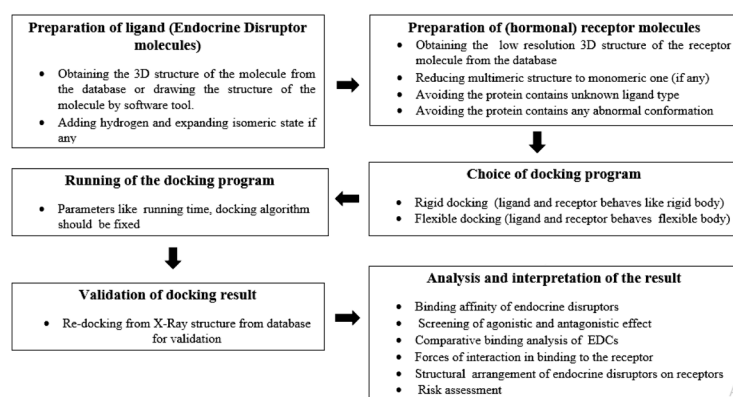 Preparation of ligand (Endocrine Disruptor
molecules)
• Obtaining the 3D structure of the molecule from
the database or drawing the structure of the
molecule by software tool.
• Adding hydrogen and expanding isomeric state if
any
Preparation of (hormonal) receptor molecules
• Obtaining the low resolution 3D structure of the receptor
molecule from the database
• Reducing multimeric structure to monomeric one (if any)
• Avoiding the protein contains unknown ligand type
• Avoiding the protein contains any abnormal conformation
Choice of docking program
• Rigid docking (ligand and receptor behaves like rigid body)
• Flexible docking (ligand and receptor behaves flexible body)
Running of the docking program
• Parameters like running time, docking algorithm
should be fixed
Validation of docking result
• Re-docking from X-Ray structure from database
for validation
Analysis and interpretation of the result
• Binding affinity of endocrine disruptors
• Screening of agonistic and antagonistic effect
• Comparative binding analysis of EDCs
• Forces of interaction in binding to the receptor
• Structural arrangement of endocrine disruptors on receptors
• Risk assessment